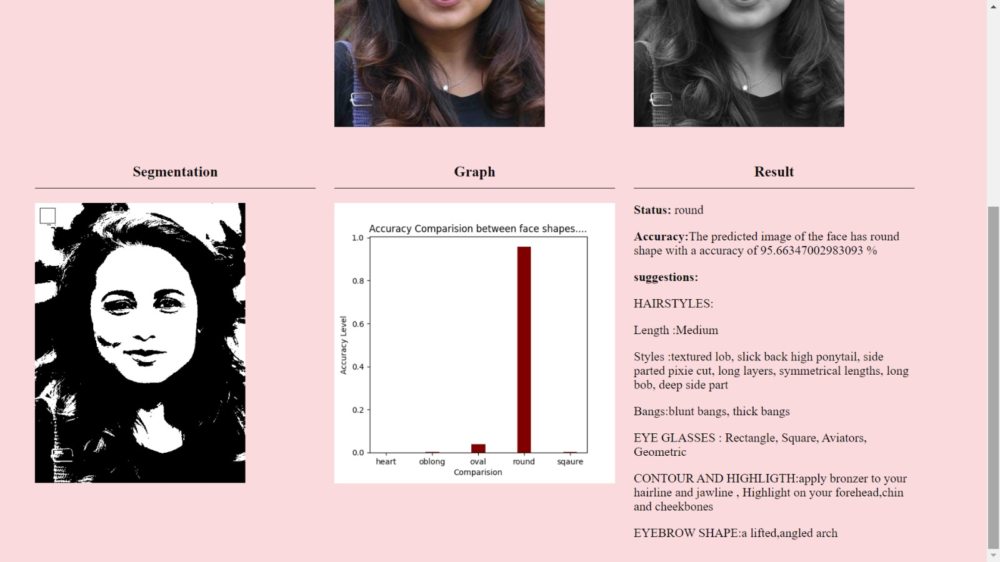 Segmentation
Graph
Result
Accuracy Comparision between face shapes....
1.0
0.8
0.6
0.4
0.2
0.0
Accuracy Level
heart oblong oval round sqaure
Comparision
Status: round
Accuracy:The predicted image of the face has round
shape with a accuracy of 95.66347002983093 %
suggestions:
HAIRSTYLES:
Length :Medium
Styles :textured lob, slick back high ponytail, side
parted pixie cut, long layers, symmetrical lengths, long
bob, deep side part
Bangs:blunt bangs, thick bangs
EYE GLASSES : Rectangle, Square, Aviators,
Geometric
CONTOUR AND HIGHLIGTH:apply bronzer to your
hairline and jawline , Highlight on your forehead,chin
and cheekbones
EYEBROW SHAPE:a lifted,angled arch